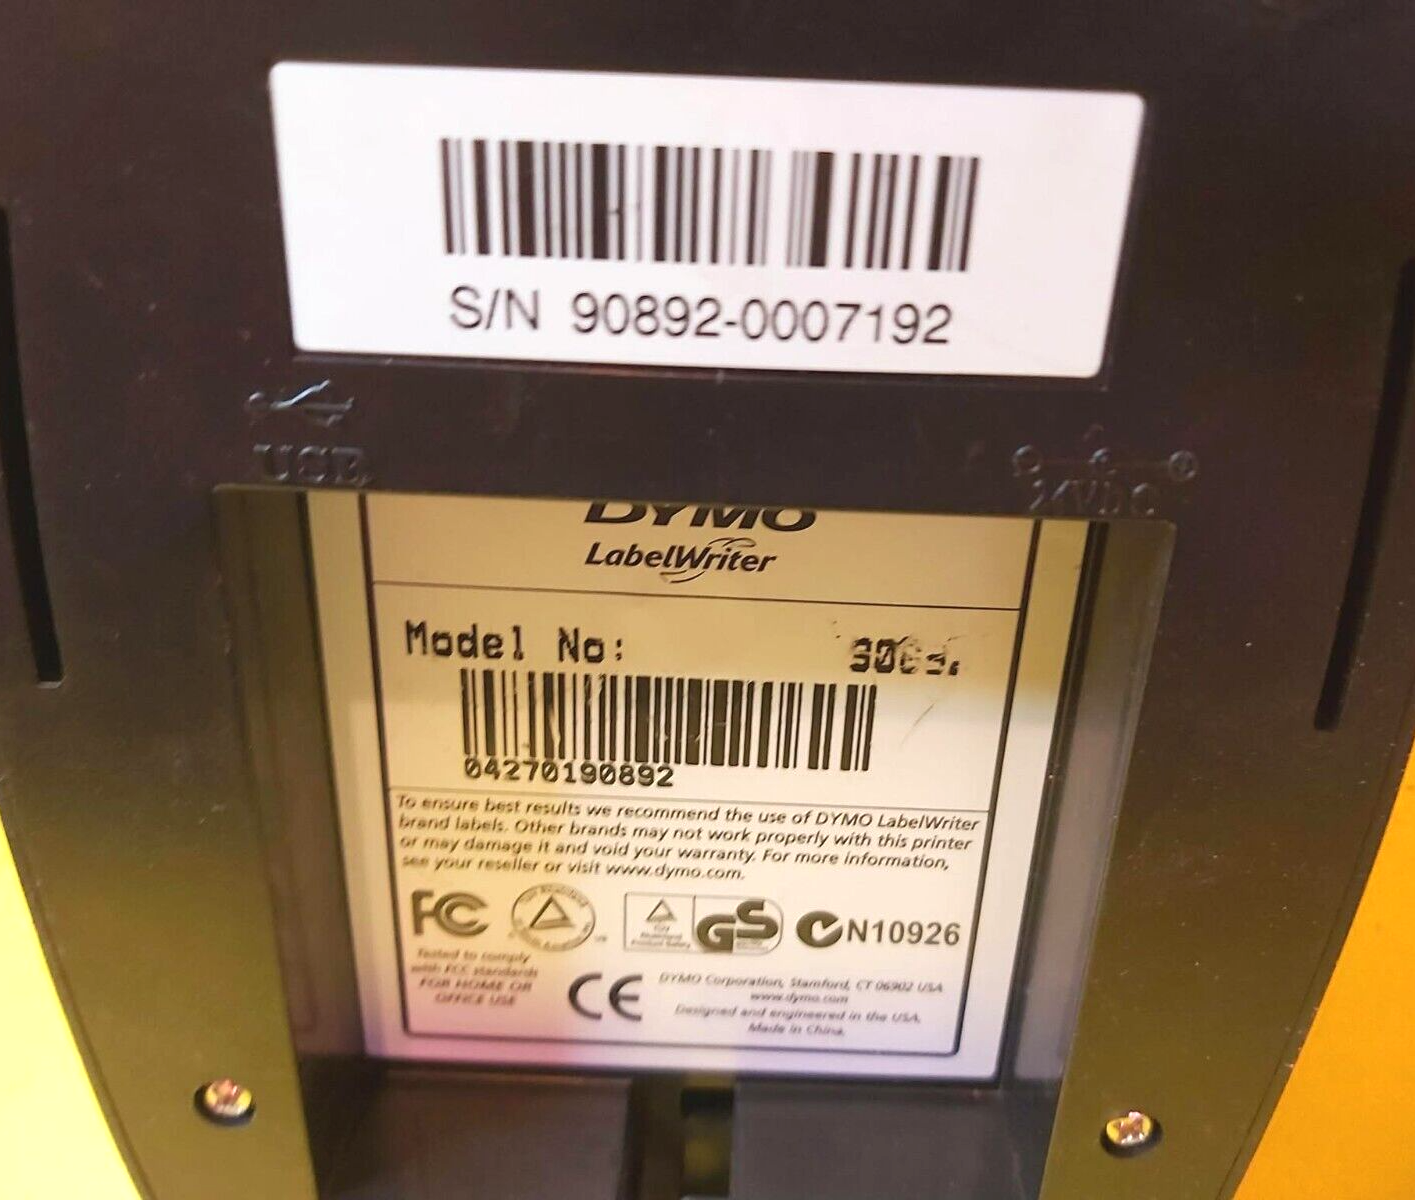 S/N 90892-0007192
USB
24VDC
DYMO
LabelWriter
Model No:
04270190892
To ensure best results we recommend the use of DYMO LabelWriter
brand labels. Other brands may not work properly with this printer
or may damage it and void your warranty. For more information,
see your reseller or visit www.dymo.com.
FC
GS
N10926
Tested to comply
with FCC standards
FOR HOME OR
OFFICE USE
CE
DYMO Corporation, Stamford, CT 06902 USA
www.dymo.com
Designed and engineered in the USA.
Made in China.